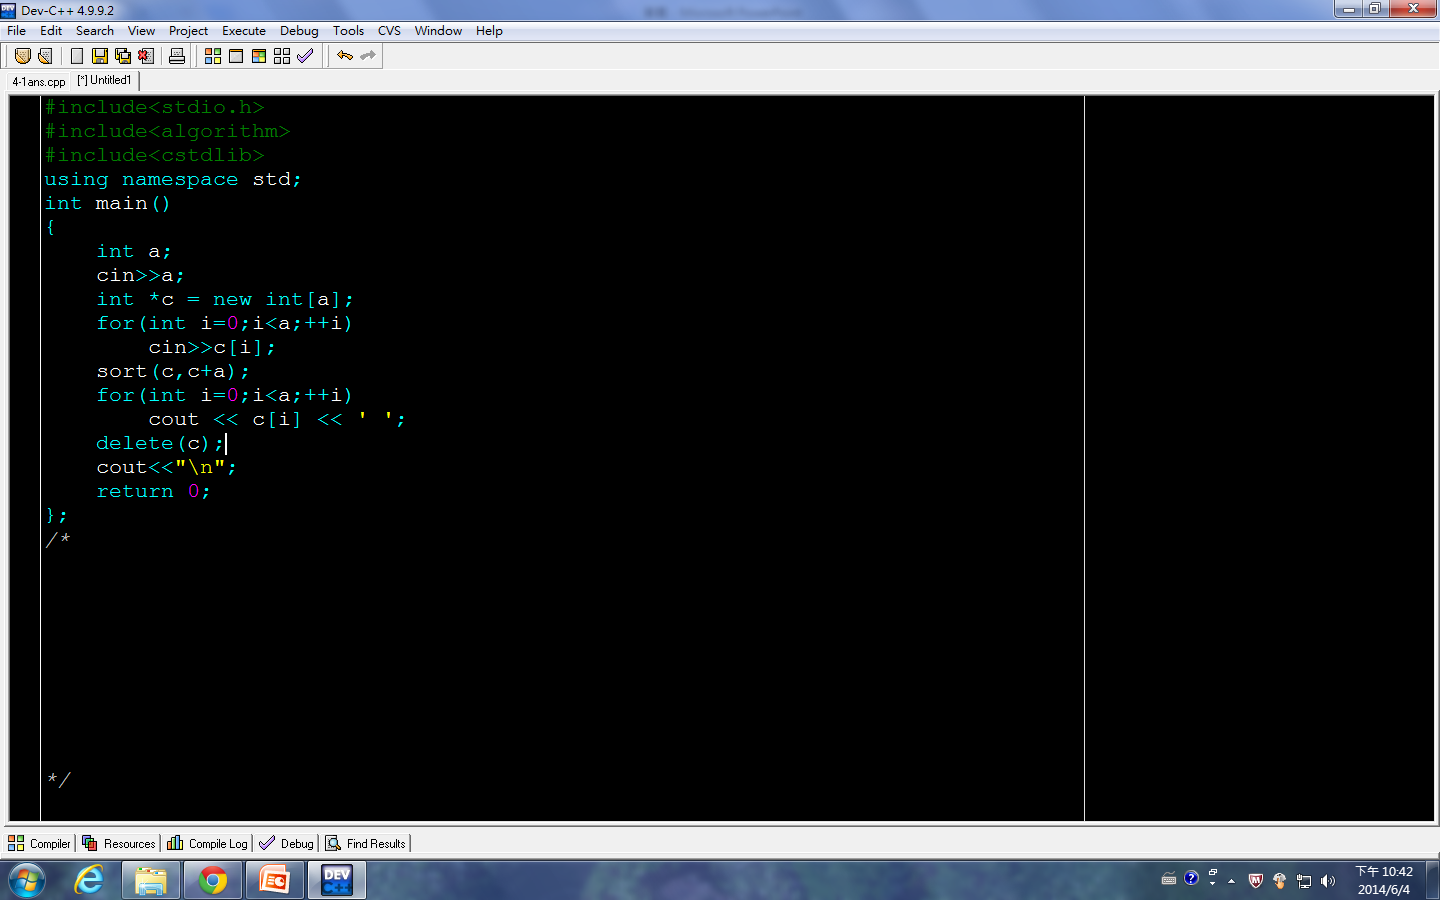 Dev-C++ 4.9.9.2
File Edit Search View Project Execute Debug Tools CVS Window Help
4-1ans.cpp [*] Untitled1
#include<stdio.h>
#include<algorithm>
#include<cstdlib>
using namespace std;
int main()
{
    int a;
    cin>>a;
    int *c = new int[a];
    for(int i=0;i<a;++i)
        cin>>c[i];
    sort(c,c+a);
    for(int i=0;i<a;++i)
        cout << c[i] << ' ';
    delete(c);
    cout<<"\n";
    return 0;
};
/*
*/
Compiler Resources Compile Log Debug Find Results
DEV C++
下午 10:42
2014/6/4